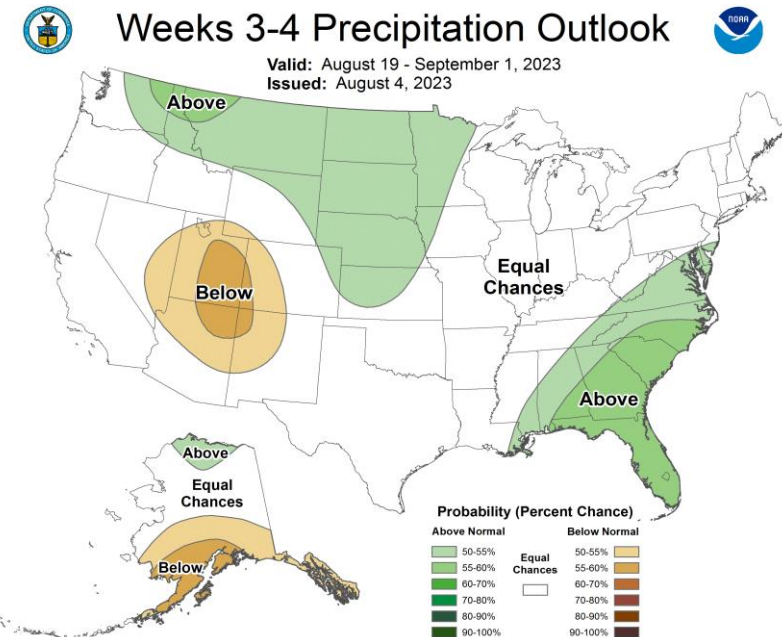 Weeks 3-4 Precipitation Outlook
NOAA
Valid: August 19 - September 1, 2023
Issued: August 4, 2023
Above
Below
Equal
Chances
Above
Above
Equal
Chances
Below
Probability (Percent Chance)
Above Normal
Below Normal
Equal
Chances
50-55%
55-60%
60-70%
70-80%
80-90%
90-100%
50-55%
55-60%
60-70%
70-80%
80-90%
90-100%